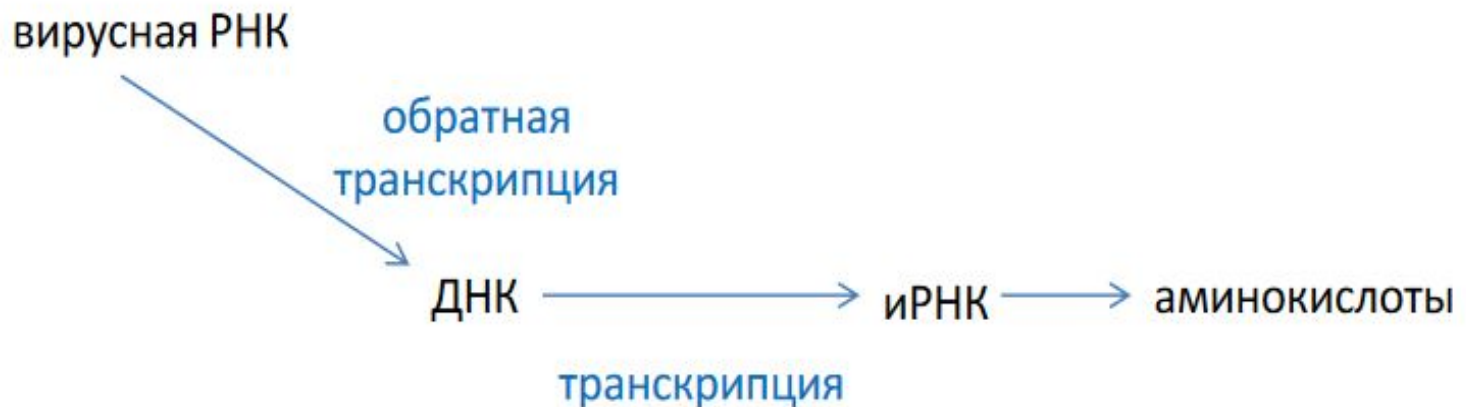 вирусная РНК
обратная
транскрипция
ДНК
иРНК
аминокислоты
транскрипция